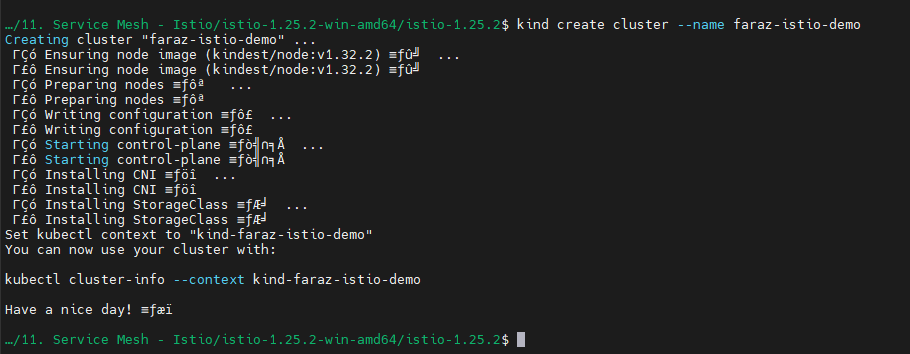 …/11. Service Mesh - Istio/istio-1.25.2-win-amd64/istio-1.25.2$ kind create cluster --name faraz-istio-demo
Creating cluster "faraz-istio-demo" ...
ΓÇó Ensuring node image (kindest/node:v1.32.2) ≡ƒû╝  ...
Γ£ô Ensuring node image (kindest/node:v1.32.2) ≡ƒû╝
ΓÇó Preparing nodes ≡ƒôª  ...
Γ£ô Preparing nodes ≡ƒôª
ΓÇó Writing configuration ≡ƒô£  ...
Γ£ô Writing configuration ≡ƒô£
ΓÇó Starting control-plane ≡ƒò╣∩╕Å  ...
Γ£ô Starting control-plane ≡ƒò╣∩╕Å
ΓÇó Installing CNI ≡ƒöî  ...
Γ£ô Installing CNI ≡ƒöî
ΓÇó Installing StorageClass ≡ƒÆ╛  ...
Γ£ô Installing StorageClass ≡ƒÆ╛
Set kubectl context to "kind-faraz-istio-demo"
You can now use your cluster with:
kubectl cluster-info --context kind-faraz-istio-demo
Have a nice day! ≡ƒæï
…/11. Service Mesh - Istio/istio-1.25.2-win-amd64/istio-1.25.2$